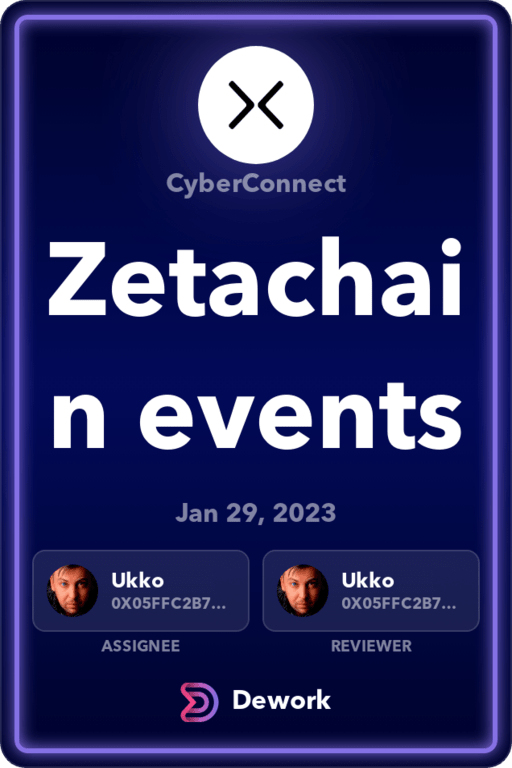 CyberConnect
Zetachai
n events
Jan 29, 2023
Ukko
0X05FFC2B7...
Ukko
0X05FFC2B7...
ASSIGNEE
REVIEWER
Dework